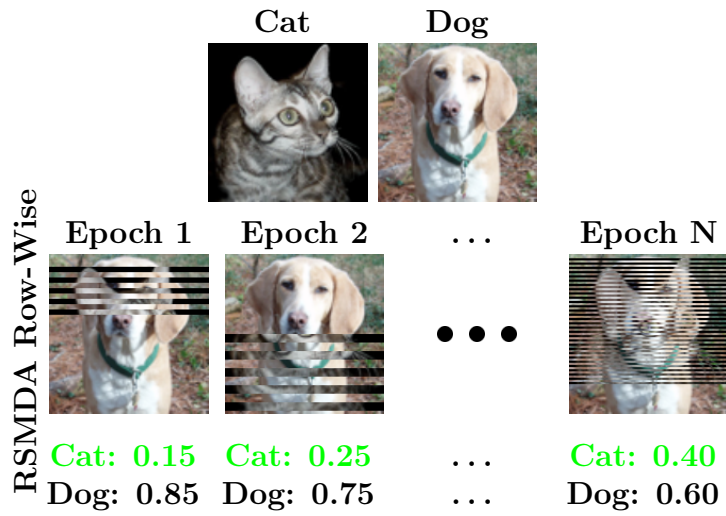 Cat Dog
RSMDA Row-Wise
Epoch 1 Epoch 2 ... Epoch N
Cat: 0.15 Cat: 0.25 ... Cat: 0.40
Dog: 0.85 Dog: 0.75 ... Dog: 0.60